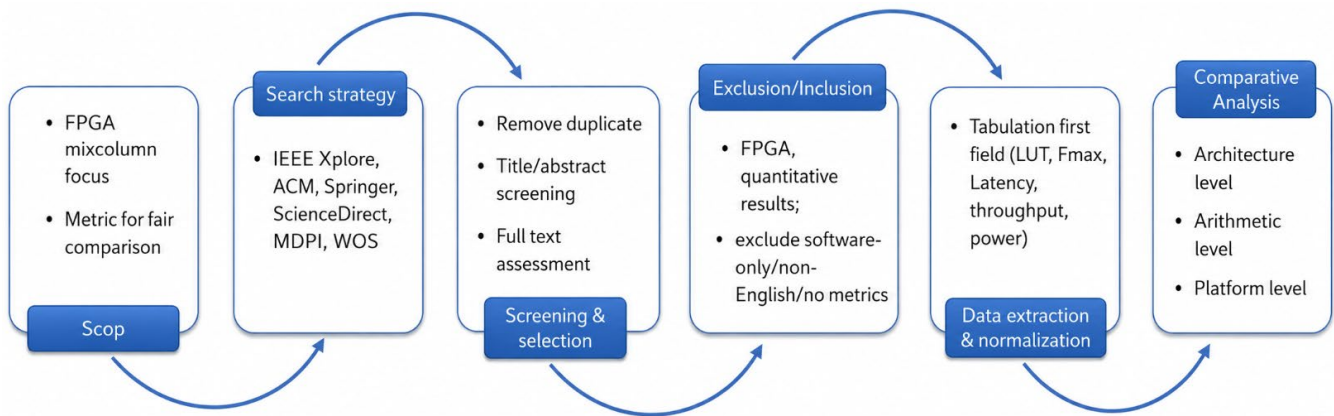 • FPGA
mixcolumn
focus
• Metric for fair
comparison
Scop
Search strategy
• IEEE Xplore,
ACM, Springer,
ScienceDirect,
MDPI, WOS
• Remove duplicate
• Title/abstract
screening
• Full text
assessment
Screening &
selection
Exclusion/Inclusion
• FPGA,
quantitative
results;
• exclude software-
only/non-
English/no metrics
• Tabulation first
field (LUT, Fmax,
Latency,
throughput,
power)
Data extraction
& normalization
Comparative
Analysis
• Architecture
level
• Arithmetic
level
• Platform level